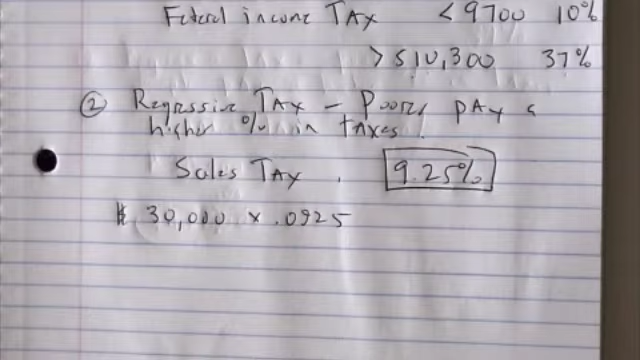 Federal income TAX < 9700 10%
> 510,300 37%
② Regressive TAX - Poorer pAy a
higher % in taxes.
Sales TAX. 9.25%
$ 30,000 x .0925